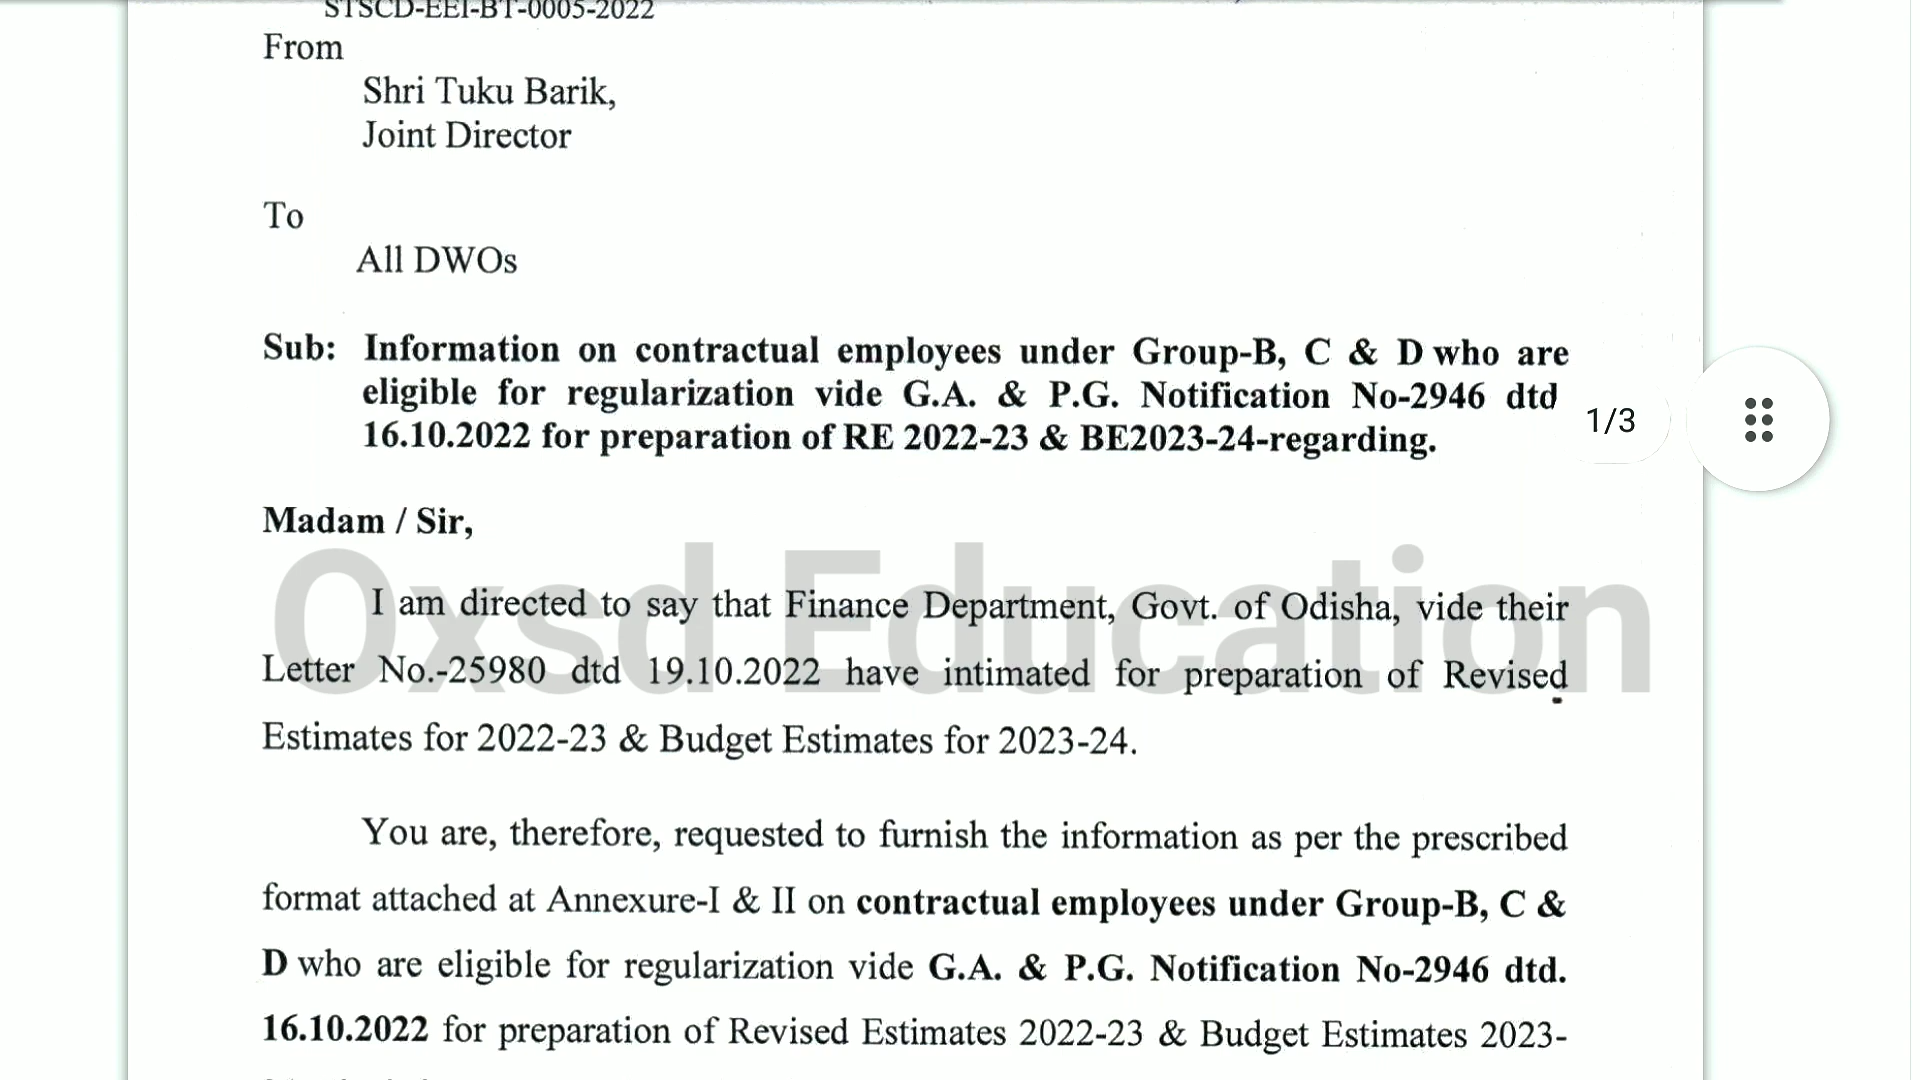 STSCD-EEI-BT-0005-2022
From
Shri Tuku Barik,
Joint Director
To
All DWOs
Sub: Information on contractual employees under Group-B, C & D who are
eligible for regularization vide G.A. & P.G. Notification No-2946 dtd
16.10.2022 for preparation of RE 2022-23 & BE2023-24-regarding.
1/3
Madam / Sir,
Oxsd Education
I am directed to say that Finance Department, Govt. of Odisha, vide their
Letter No.-25980 dtd 19.10.2022 have intimated for preparation of Revised
Estimates for 2022-23 & Budget Estimates for 2023-24.
You are, therefore, requested to furnish the information as per the prescribed
format attached at Annexure-I & II on contractual employees under Group-B, C &
D who are eligible for regularization vide G.A. & P.G. Notification No-2946 dtd.
16.10.2022 for preparation of Revised Estimates 2022-23 & Budget Estimates 2023-